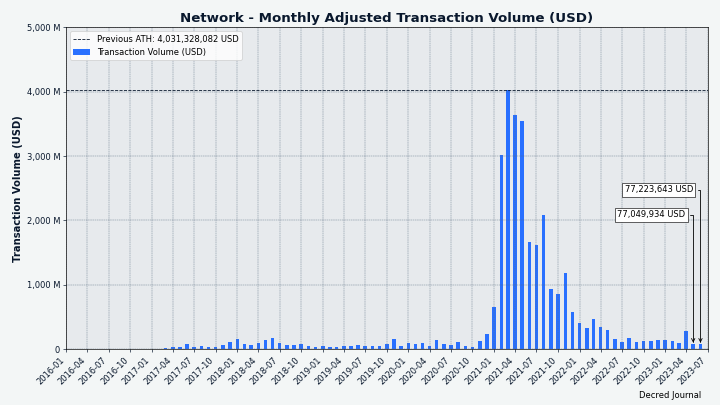 Network - Monthly Adjusted Transaction Volume (USD)
Previous ATH: 4,031,328,082 USD
Transaction Volume (USD)
Transaction Volume (USD)
5,000 M
4,000 M
3,000 M
2,000 M
1,000 M
0
77,223,643 USD
77,049,934 USD
2016-01
2016-04
2016-07
2016-10
2017-01
2017-04
2017-07
2017-10
2018-01
2018-04
2018-07
2018-10
2019-01
2019-04
2019-07
2019-10
2020-01
2020-04
2020-07
2020-10
2021-01
2021-04
2021-07
2021-10
2022-01
2022-04
2022-07
2022-10
2023-01
2023-04
2023-07
Decred Journal